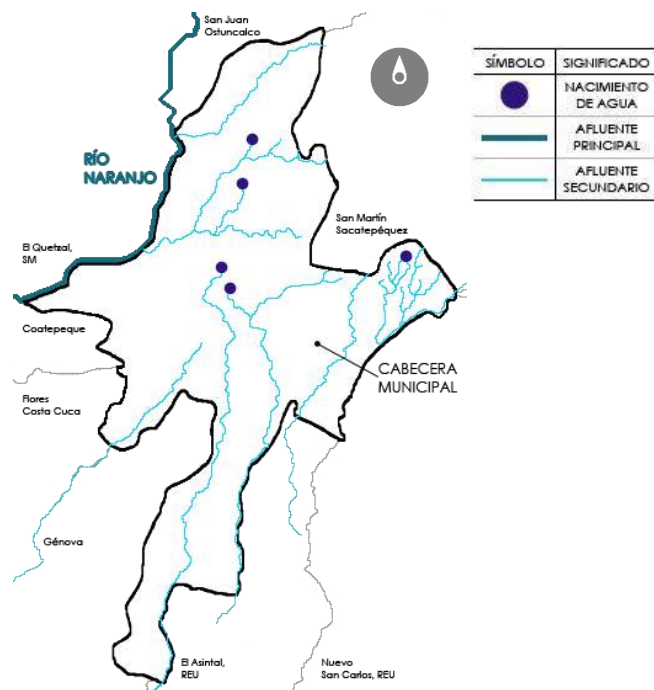 San Juan
Ostuncalco
SÍMBOLO
SIGNIFICADO
NACIMIENTO
DE AGUA
AFLUENTE
PRINCIPAL
AFLUENTE
SECUNDARIO
RÍO
NARANJO
San Martín
Sacatepéquez
El Quetzal,
SM
Coatepeque
CABECERA
MUNICIPAL
Flores
Costa Cuca
Génova
El Asintal,
REU
Nuevo
San Carlos, REU